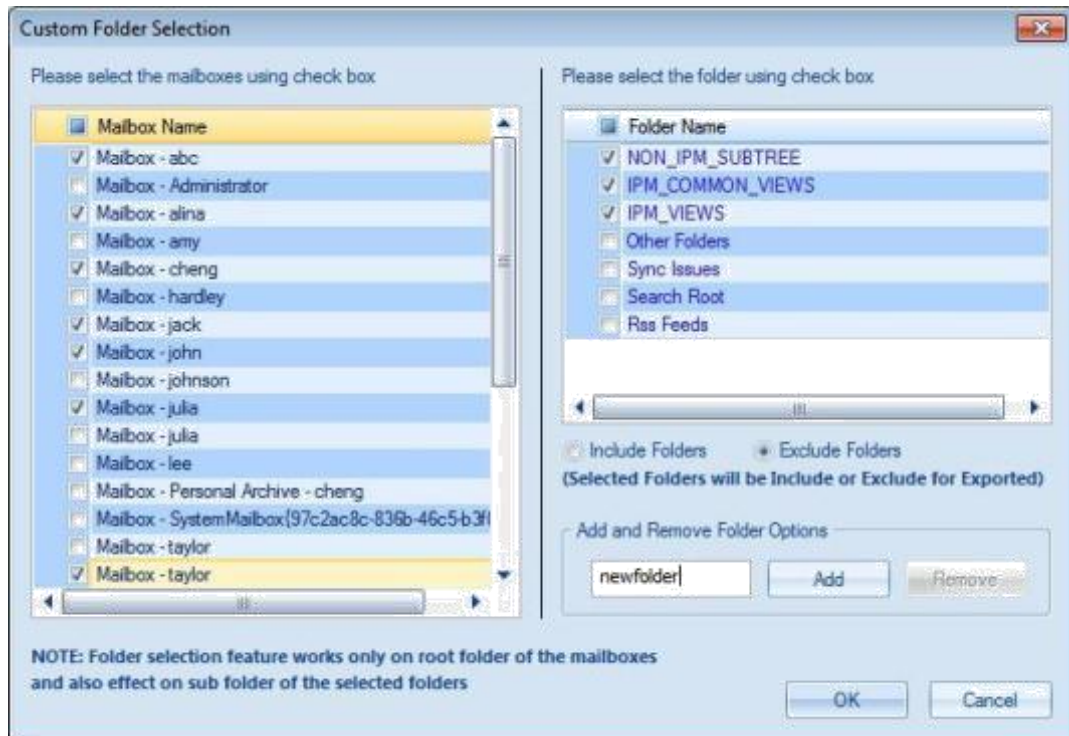 Custom Folder Selection
Please select the mailboxes using check box
Mailbox Name
Mailbox - abc
Mailbox - Administrator
Mailbox - alina
Mailbox - amy
Mailbox - cheng
Mailbox - hardley
Mailbox - jack
Mailbox - john
Mailbox - johnson
Mailbox - julia
Mailbox - julia
Mailbox - lee
Mailbox - Personal Archive - cheng
Mailbox - SystemMailbox{97c2ac8c-836b-46c5-b3f
Mailbox - taylor
Mailbox - taylor
Please select the folder using check box
Folder Name
NON_IPM_SUBTREE
IPM_COMMON_VIEWS
IPM_VIEWS
Other Folders
Sync Issues
Search Root
Rss Feeds
Include Folders Exclude Folders
(Selected Folders will be Include or Exclude for Exported)
Add and Remove Folder Options
newfolder Add Remove
NOTE: Folder selection feature works only on root folder of the mailboxes
and also effect on sub folder of the selected folders
OK Cancel